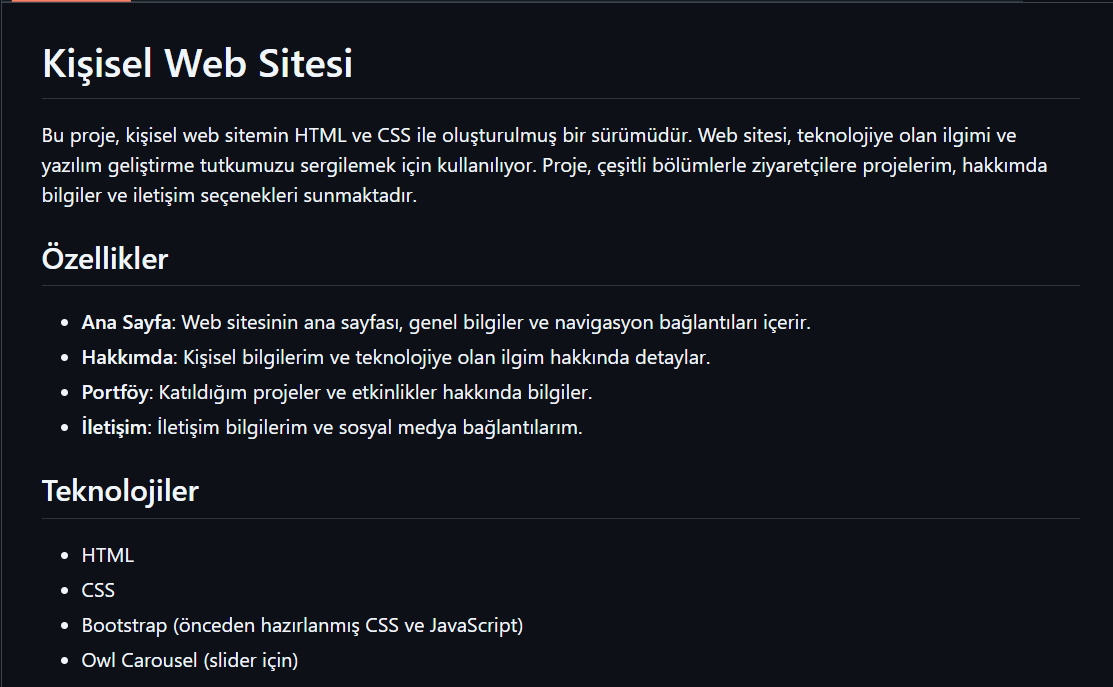 Kişisel Web Sitesi
Bu proje, kişisel web sitemin HTML ve CSS ile oluşturulmuş bir sürümüdür. Web sitesi, teknolojiye olan ilgimi ve
yazılım geliştirme tutkumuzu sergilemek için kullanılıyor. Proje, çeşitli bölümlerle ziyaretçilere projelerim, hakkımda
bilgiler ve iletişim seçenekleri sunmaktadır.
Özellikler
• Ana Sayfa: Web sitesinin ana sayfası, genel bilgiler ve navigasyon bağlantıları içerir.
• Hakkımda: Kişisel bilgilerim ve teknolojiye olan ilgim hakkında detaylar.
• Portföy: Katıldığım projeler ve etkinlikler hakkında bilgiler.
• İletişim: İletişim bilgilerim ve sosyal medya bağlantılarım.
Teknolojiler
• HTML
• CSS
• Bootstrap (önceden hazırlanmış CSS ve JavaScript)
• Owl Carousel (slider için)